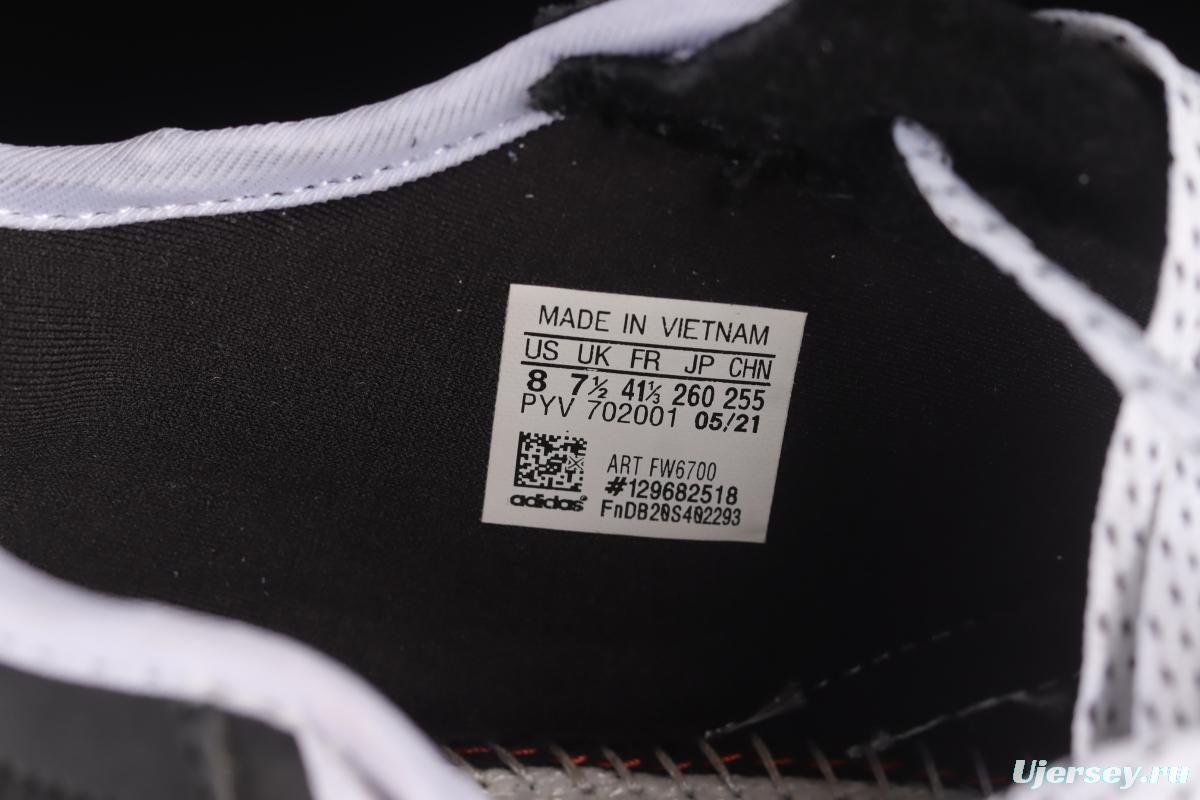 MADE IN VIETNAM
US UK FR JP CHN
8 7½ 41⅓ 260 255
PYV 702001 05/21
ART FW6700
#129682518
adidas® FnDB20S402293
Ujersey.ru